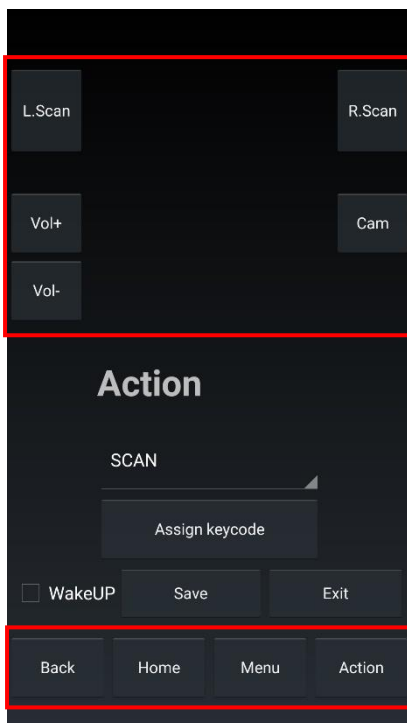 L.Scan R.Scan
Vol+ Cam
Vol-
Action
SCAN
Assign keycode
WakeUP Save Exit
Back Home Menu Action